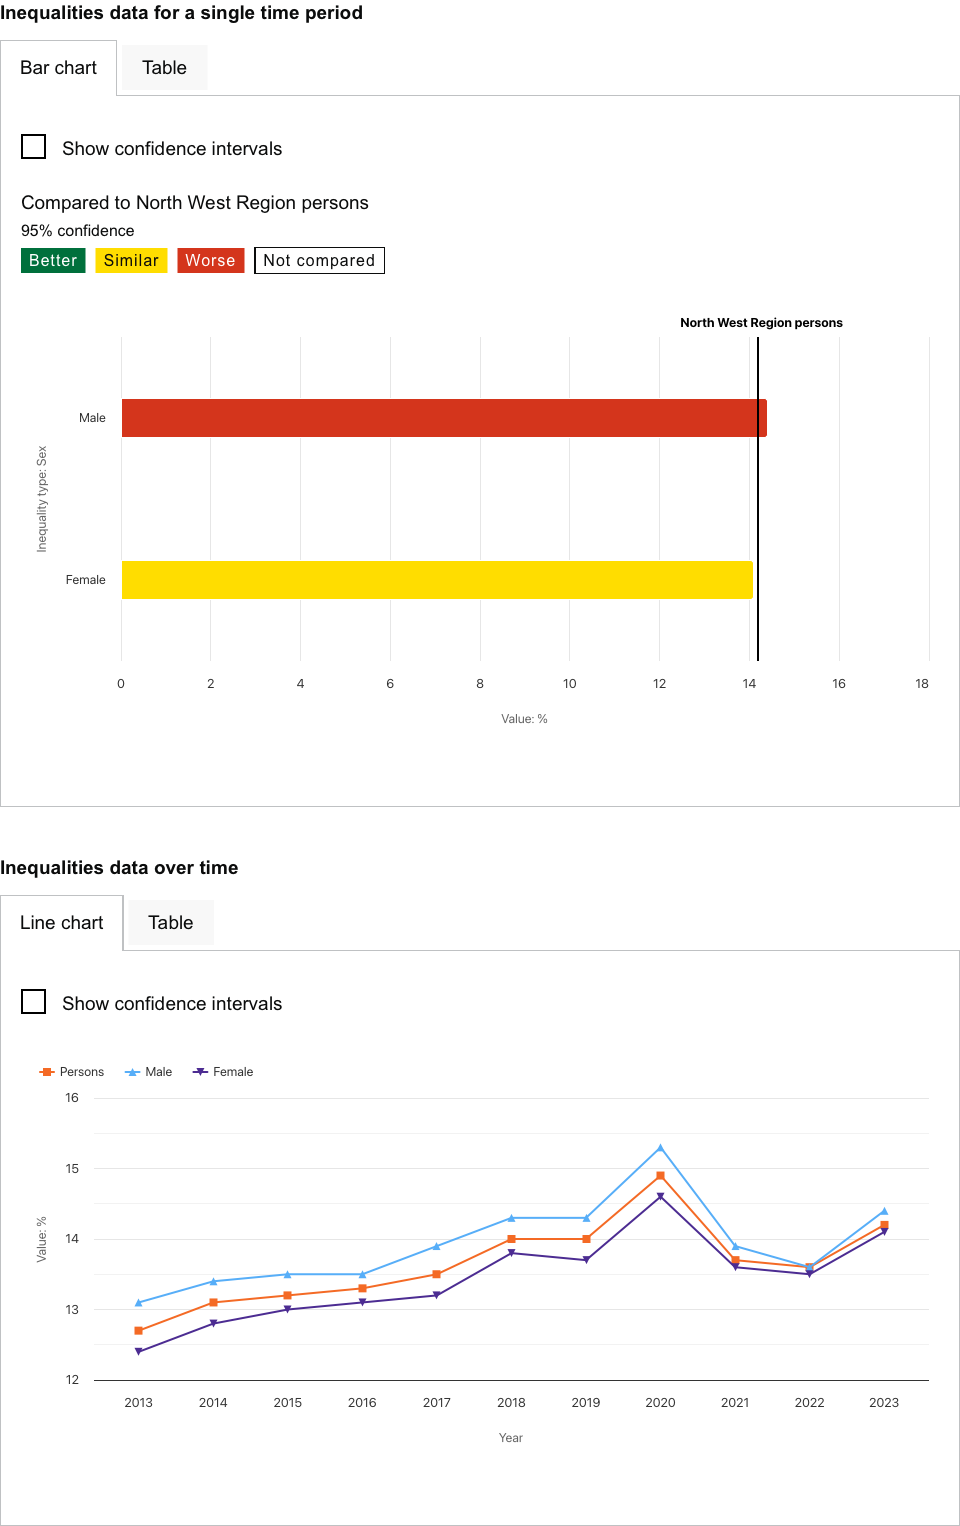 Inequalities data for a single time period
Bar chart
Table
Show confidence intervals
Compared to North West Region persons
95% confidence
Better Similar Worse Not compared
North West Region persons
Male
Inequality type: Sex
Female
0 2 4 6 8 10 12 14 16 18
Value: %
Inequalities data over time
Line chart
Table
Show confidence intervals
Persons Male Female
16
15
14
Value: %
13
12
2013 2014 2015 2016 2017 2018 2019 2020 2021 2022 2023
Year